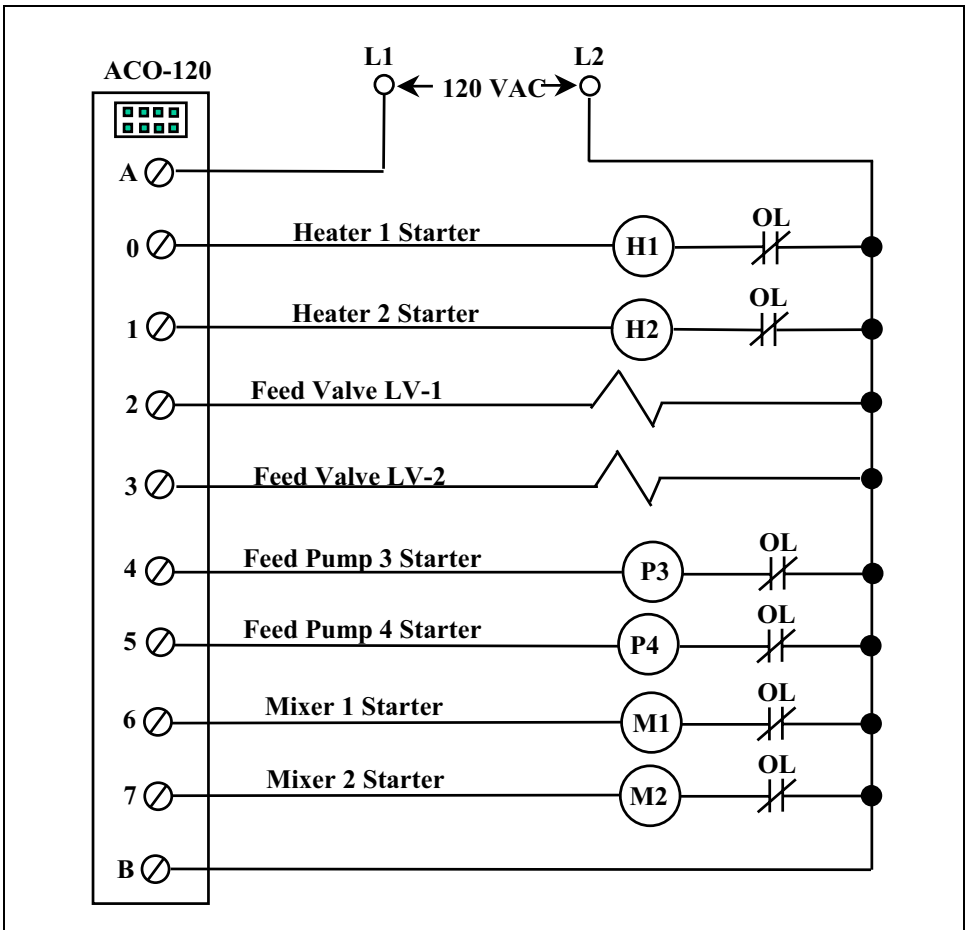 L1
L2
ACO-120
120 VAC
A
OL
0 Heater 1 Starter H1
OL
1 Heater 2 Starter H2
2 Feed Valve LV-1
3 Feed Valve LV-2
OL
4 Feed Pump 3 Starter P3
OL
5 Feed Pump 4 Starter P4
OL
6 Mixer 1 Starter M1
OL
7 Mixer 2 Starter M2
B